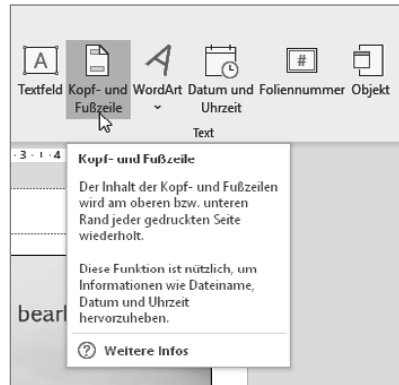 A
#
Textfeld Kopf- und WordArt Datum und Foliennummer Objekt
Fußzeile Uhrzeit
Text
· 3 · ı · 4
Kopf- und Fußzeile
Der Inhalt der Kopf- und Fußzeilen
wird am oberen bzw. unteren
Rand jeder gedruckten Seite
wiederholt.
Diese Funktion ist nützlich, um
Informationen wie Dateiname,
Datum und Uhrzeit
hervorzuheben.
? Weitere Infos